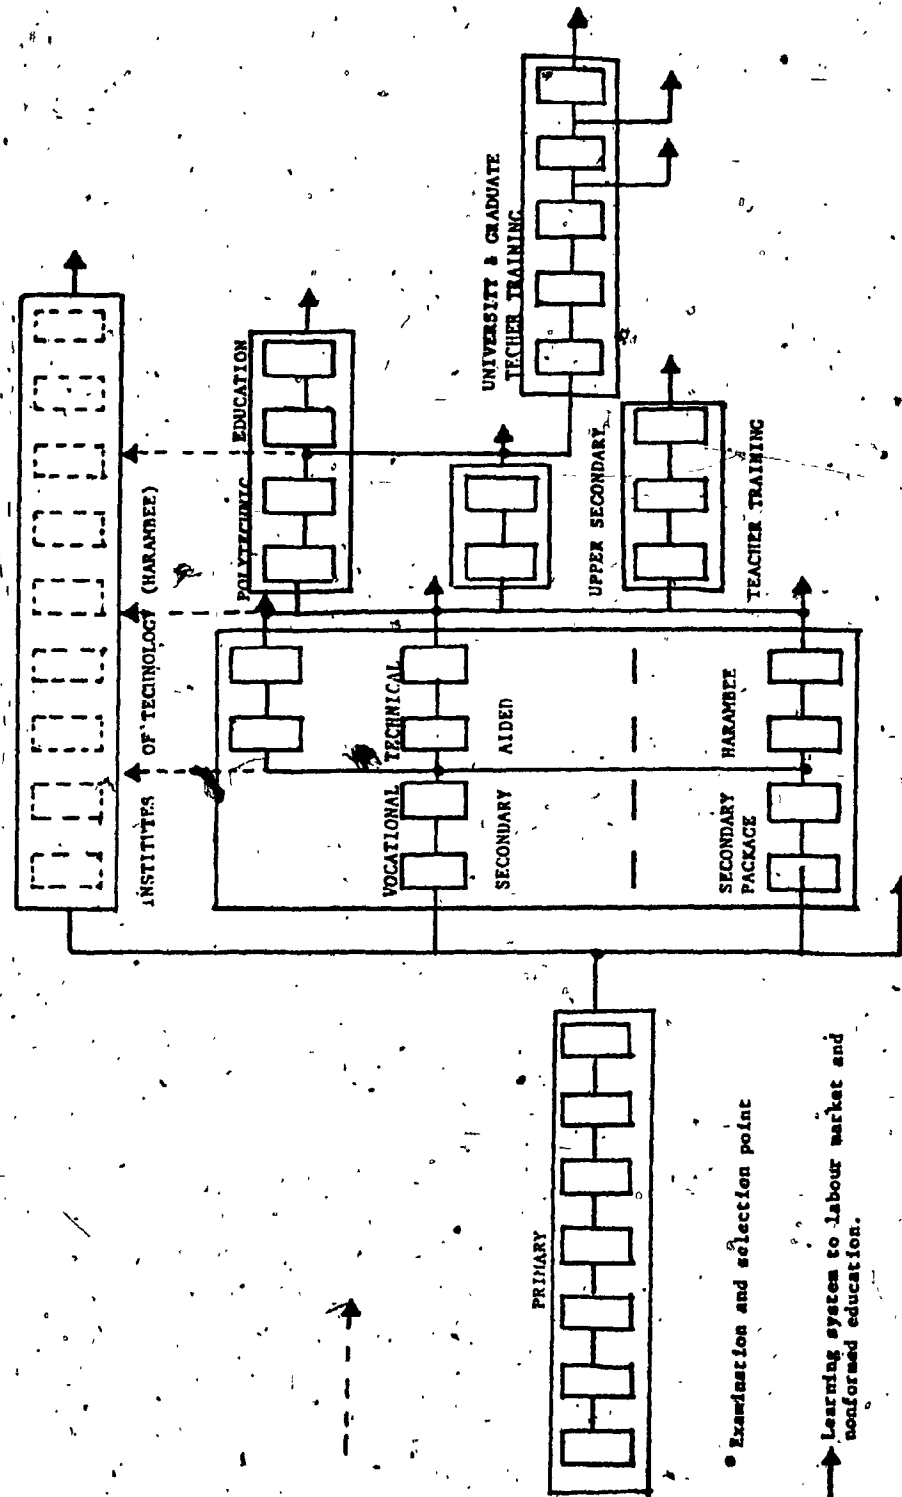 INSTITUTES OF TECHNOLOGY (HARAMBEE)
POLYTECHNIC EDUCATION
UNIVERSITY & GRADUATE
TECHER TRAINING
VOCATIONAL TECHNICAL
SECONDARY AIDED
UPPER SECONDARY
PRIMARY
SECONDARY HARAMBEE
PACKAGE
TEACHER TRAINING
• Examination and selection point
Learning system to labour market and
nonformed education.